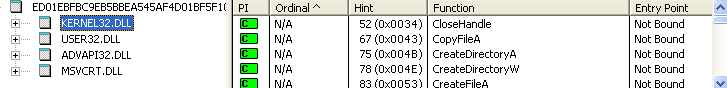 ED01EBFBC9EB5BBEA545AF4D01BF5F10
KERNEL32.DLL
USER32.DLL
ADVAPI32.DLL
MSVCRT.DLL
PI Ordinal ^ Hint Function Entry Point
C N/A 52 (0x0034) CloseHandle Not Bound
C N/A 67 (0x0043) CopyFileA Not Bound
C N/A 75 (0x004B) CreateDirectoryA Not Bound
C N/A 78 (0x004E) CreateDirectoryW Not Bound
C N/A 83 (0x0053) CreateFileA Not Bound